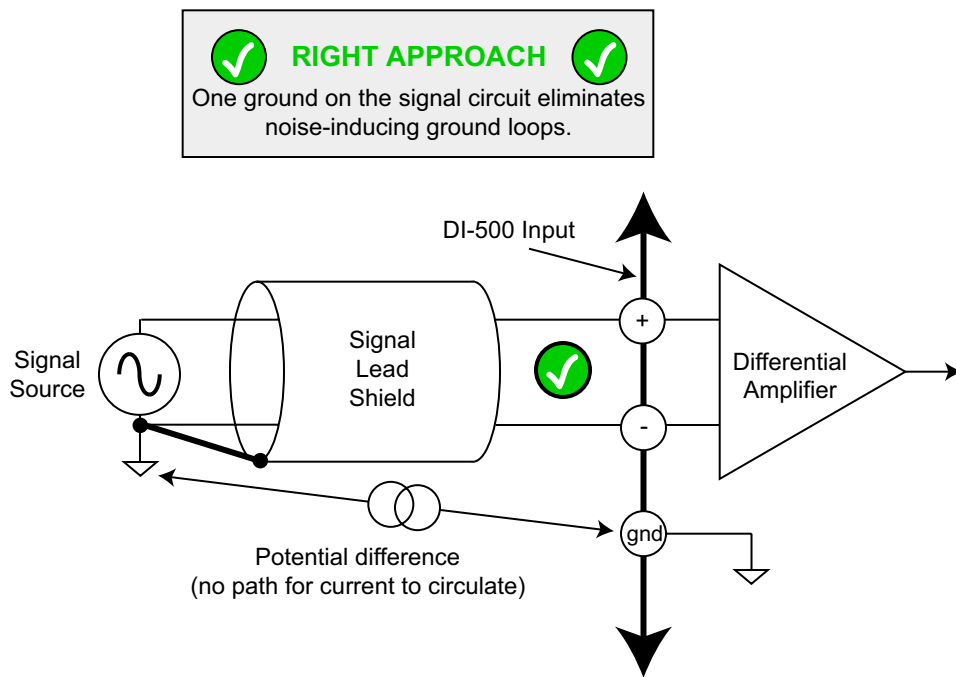 RIGHT APPROACH
One ground on the signal circuit eliminates
noise-inducing ground loops.
DI-500 Input
Signal
Source
Signal
Lead
Shield
+
-
Differential
Amplifier
gnd
Potential difference
(no path for current to circulate)